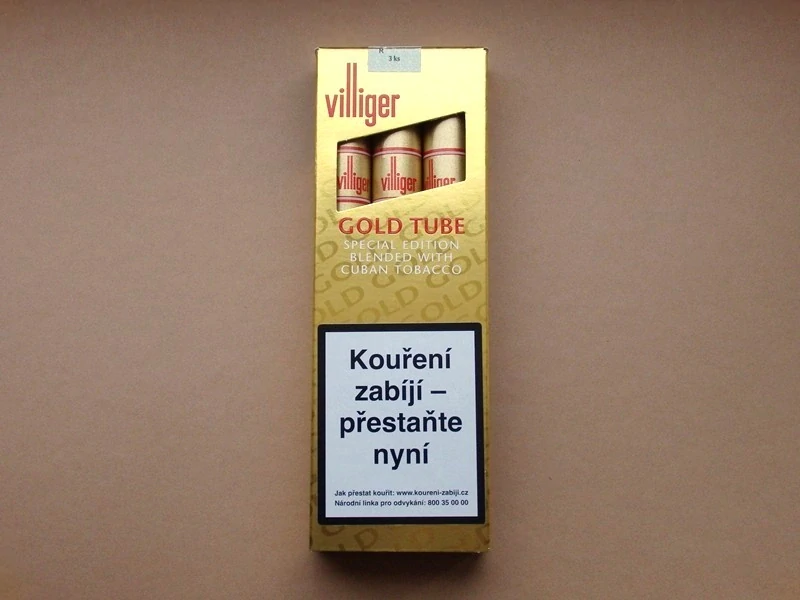 R
3 ks
villiger
villiger villiger villiger
GOLD TUBE
SPECIAL EDITION
BLENDED WITH
CUBAN TOBACCO
Kouření
zabíjí –
přestaňte
nyní
Jak přestat kouřit: www.koureni-zabiji.cz
Národní linka pro odvykání: 800 35 00 00